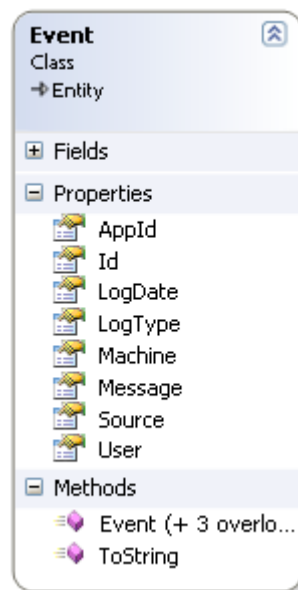 Event
Class
Entity
Fields
Properties
AppId
Id
LogDate
LogType
Machine
Message
Source
User
Methods
Event (+ 3 overlo...
ToString